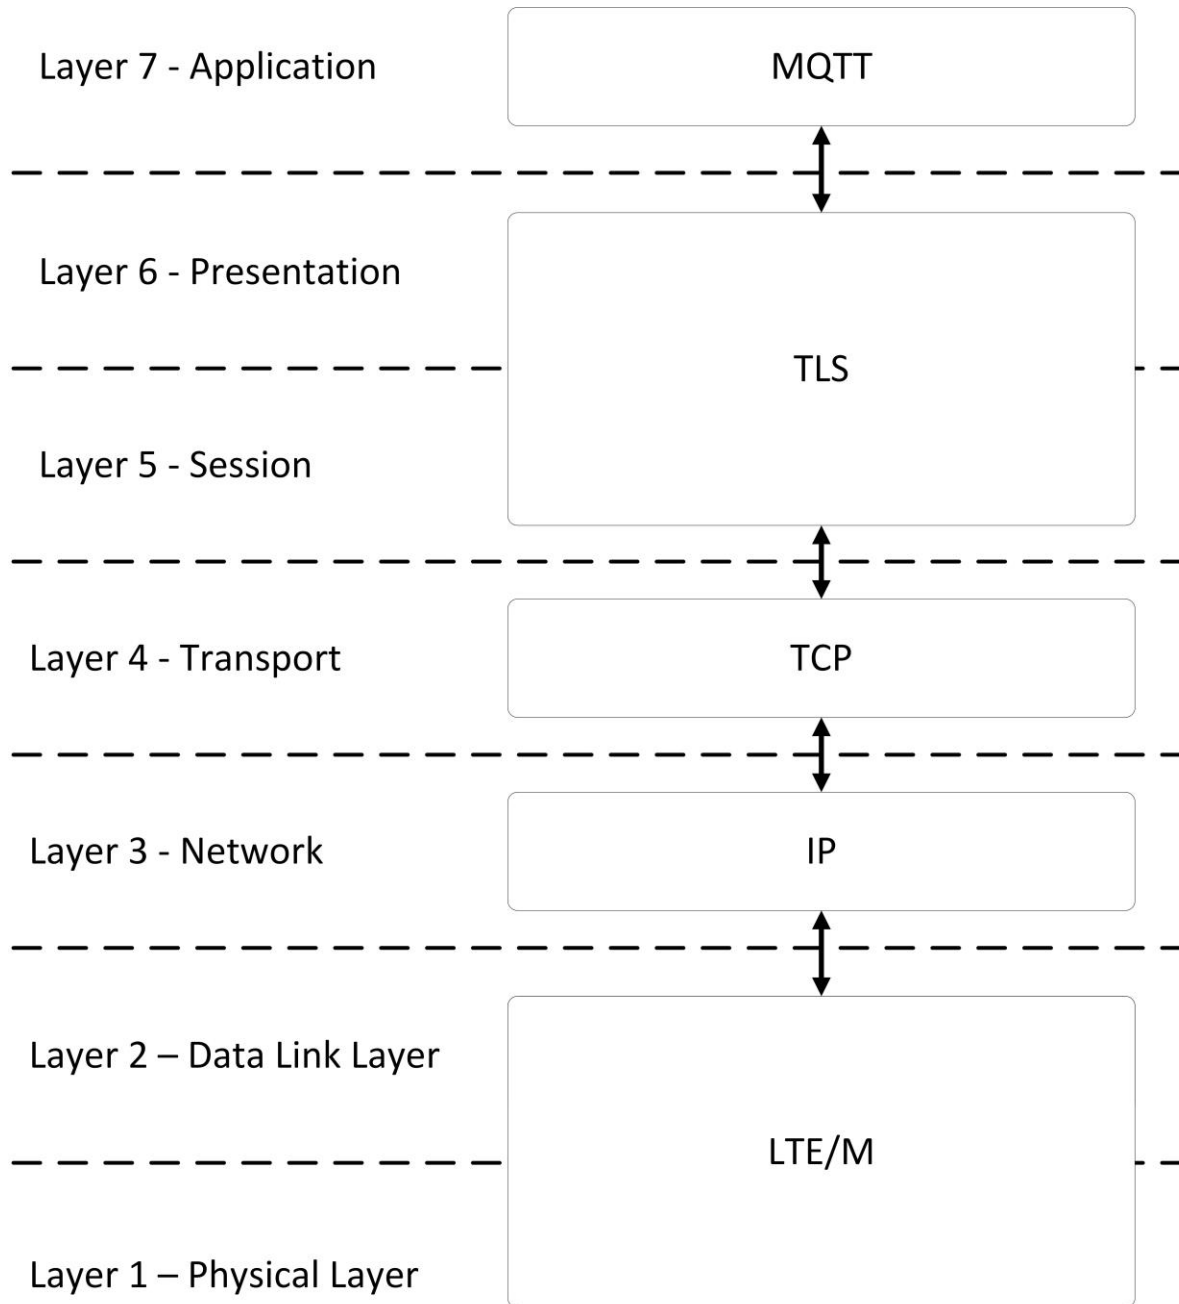 Layer 7 - Application
MQTT
Layer 6 - Presentation
TLS
Layer 5 - Session
Layer 4 - Transport
TCP
Layer 3 - Network
IP
Layer 2 – Data Link Layer
LTE/M
Layer 1 – Physical Layer